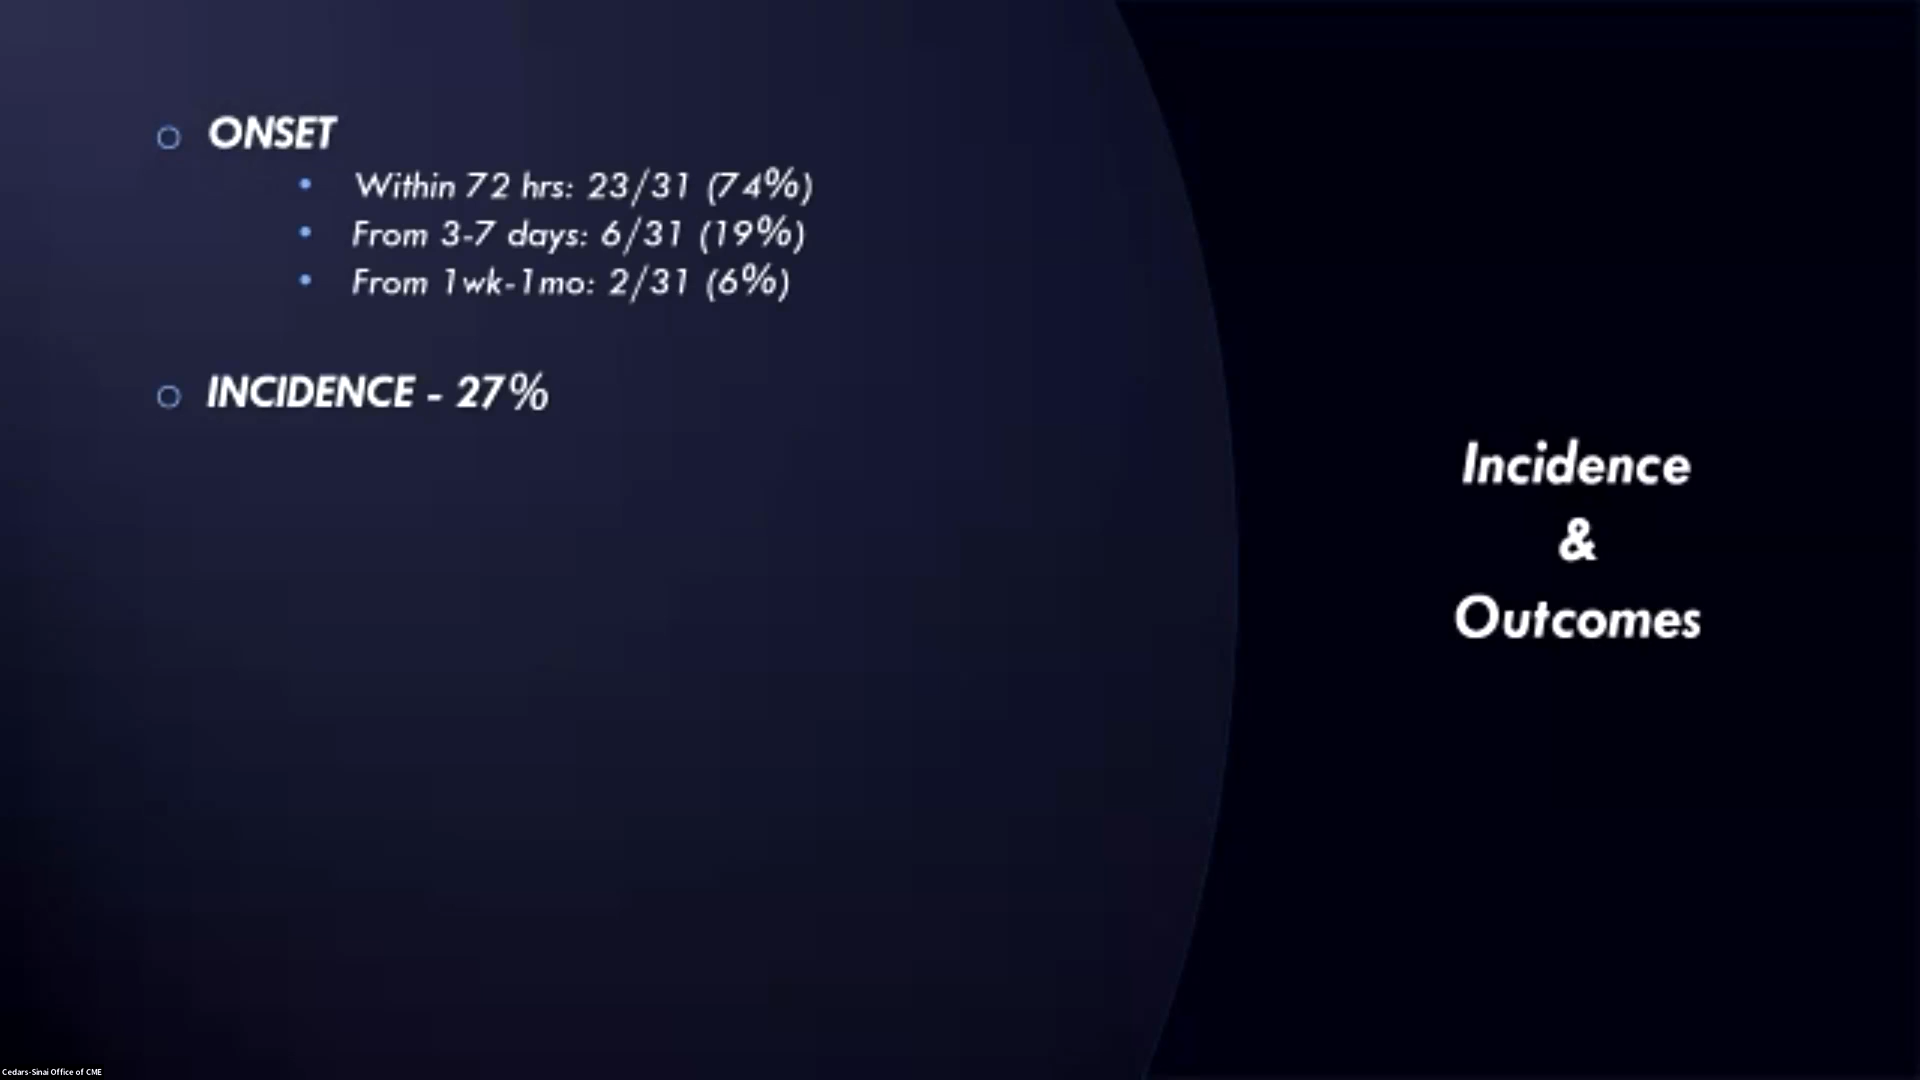 ONSET
Within 72 hrs: 23/31 (74%)
From 3-7 days: 6/31 (19%)
From 1wk-1mo: 2/31 (6%)
INCIDENCE - 27%
Incidence
&
Outcomes
Cedars-Sinai Office of CME